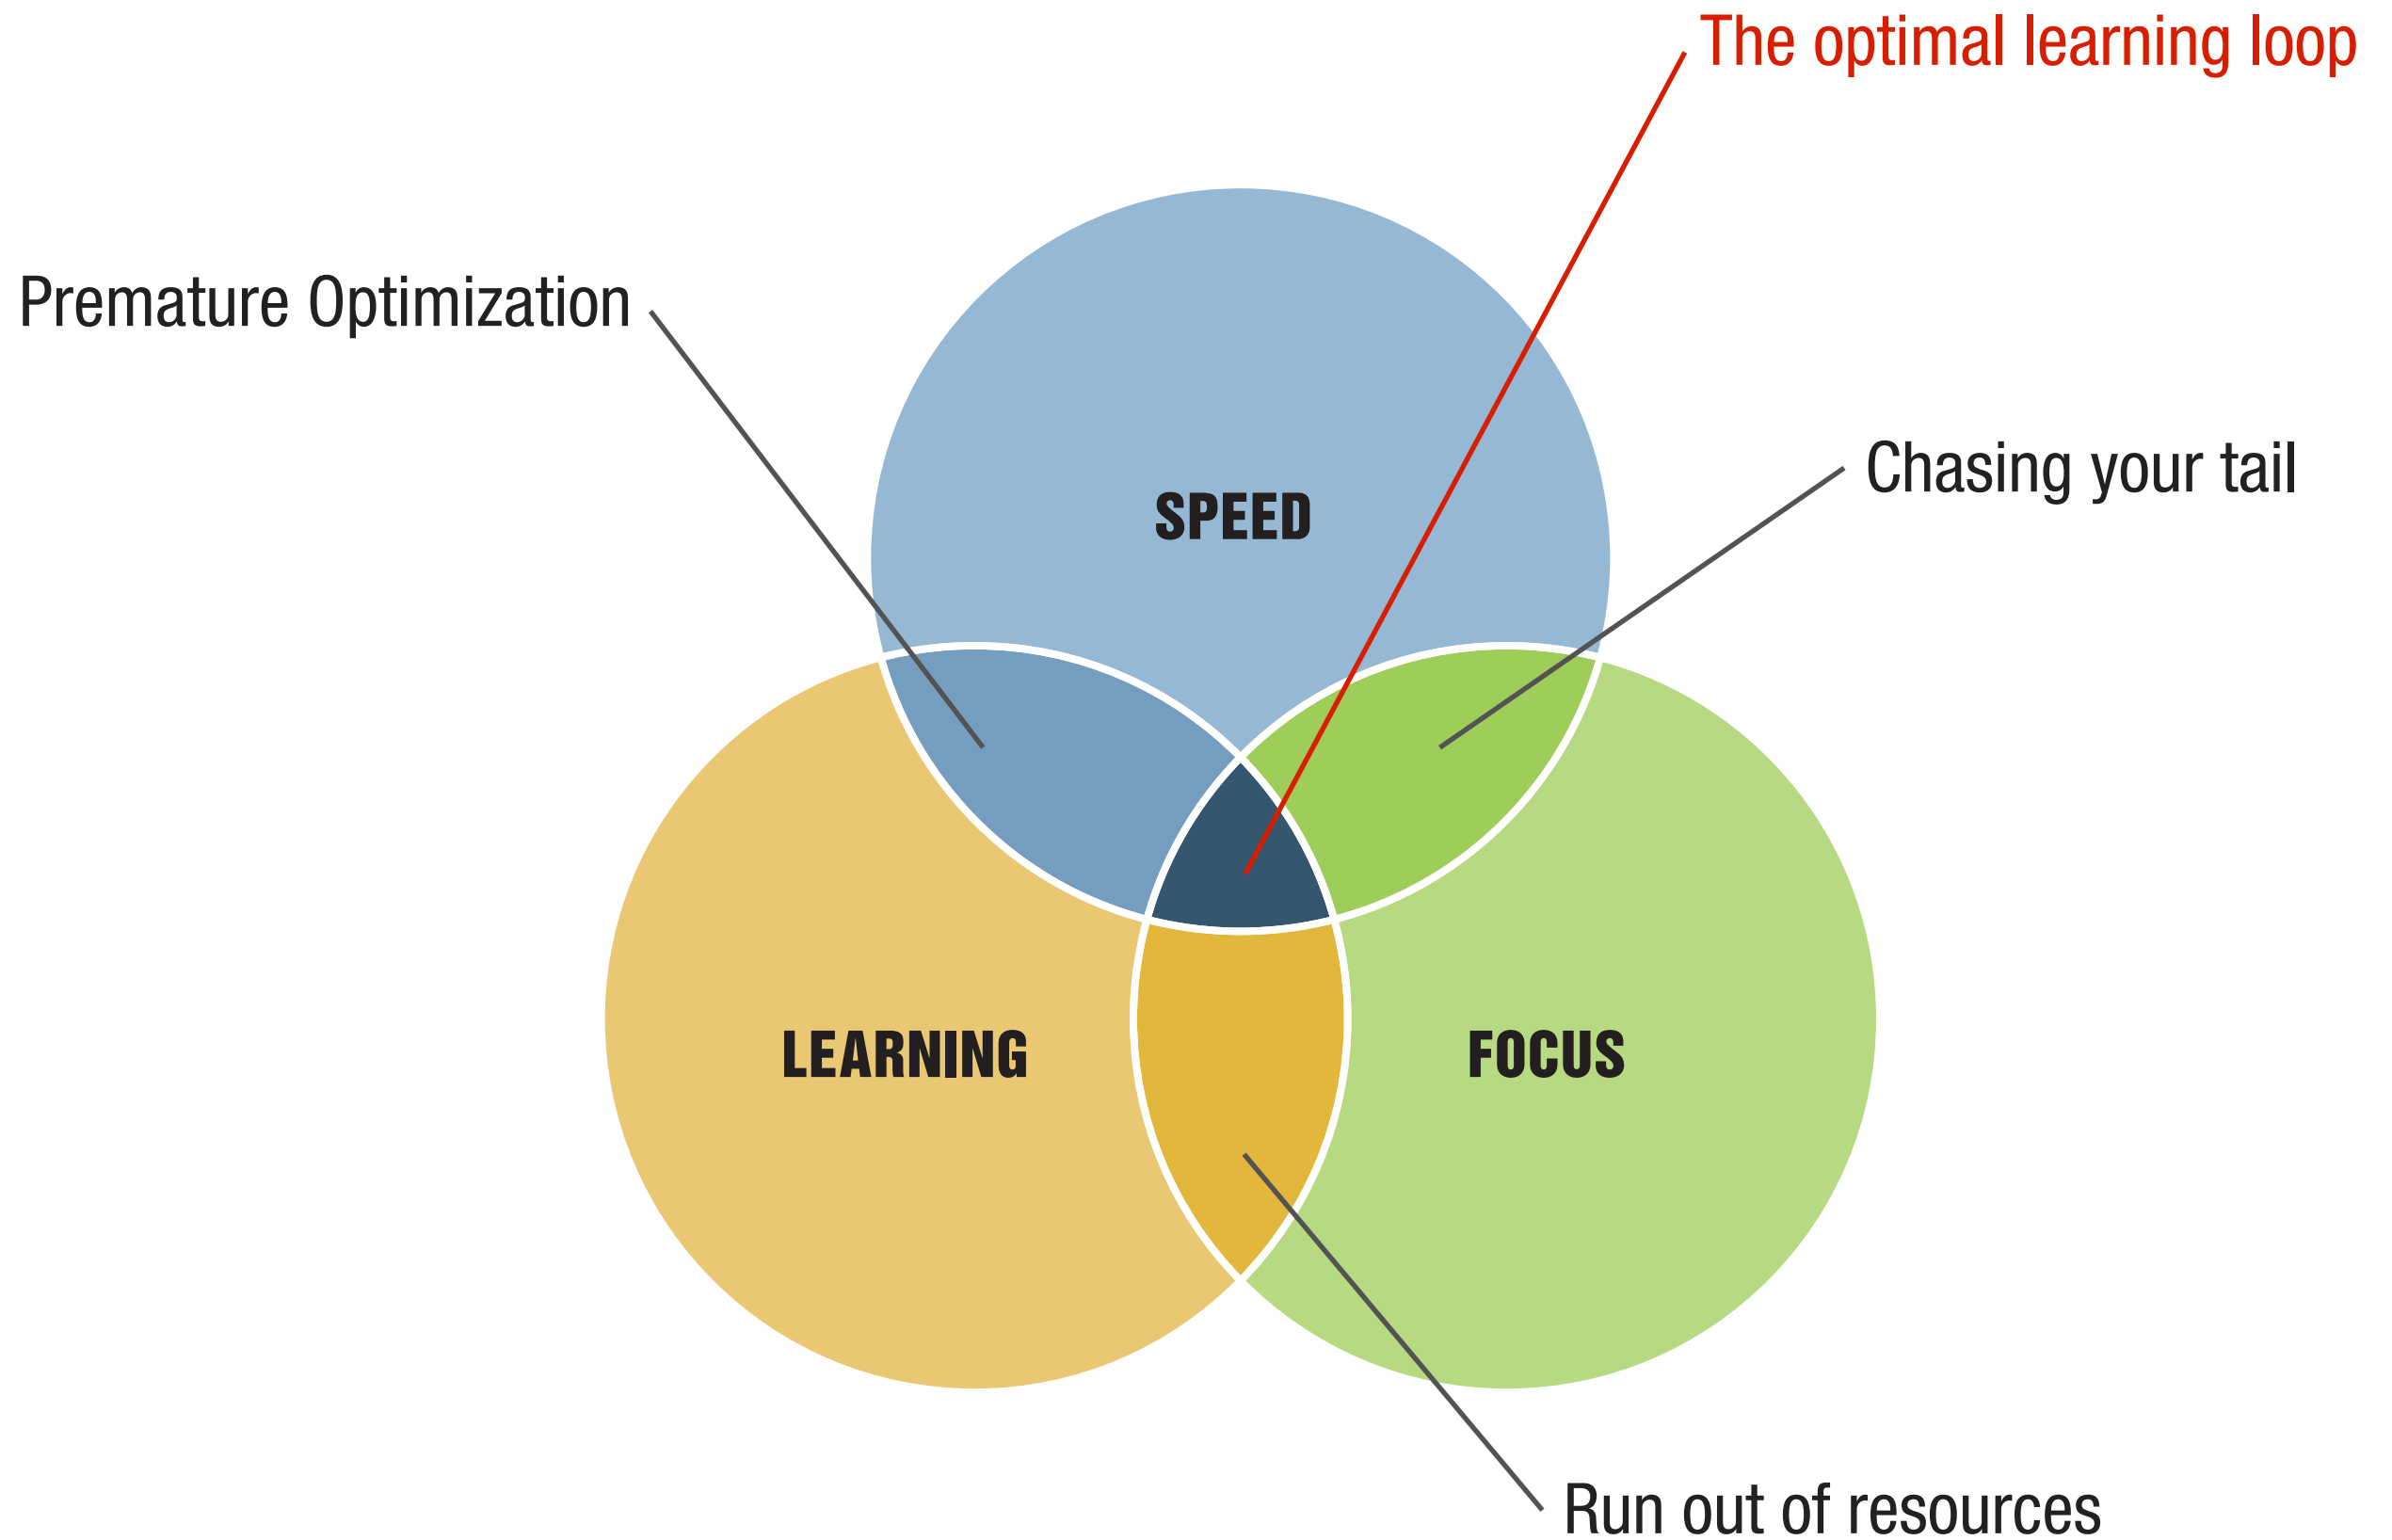 The optimal learning loop
Premature Optimization
Chasing your tail
SPEED
LEARNING
FOCUS
Run out of resources